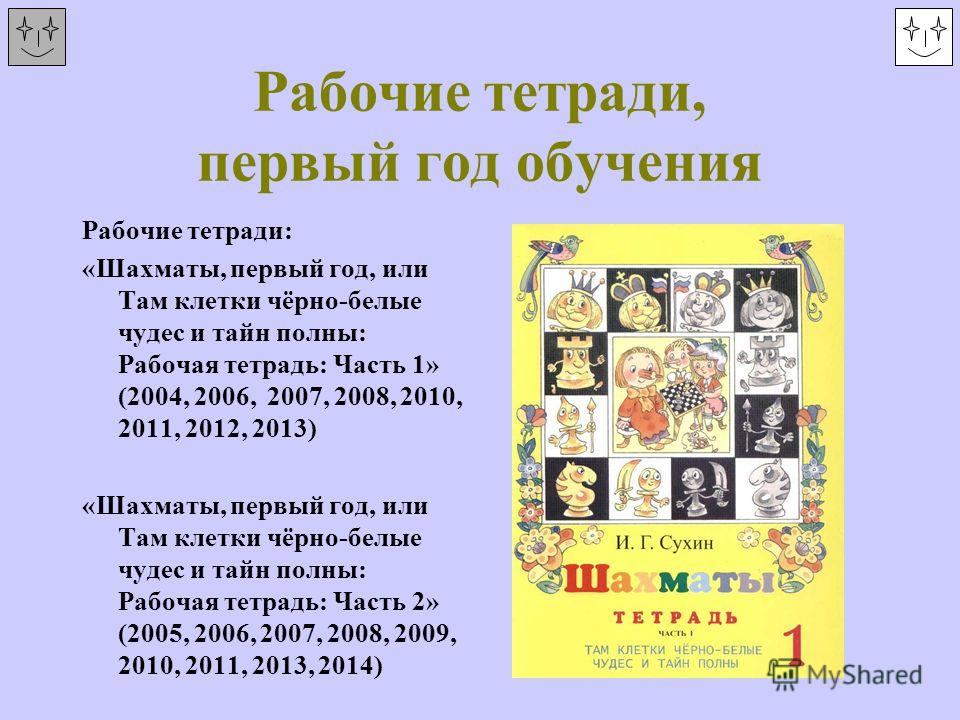 Рабочие тетради,
первый год обучения
Рабочие тетради:
«Шахматы, первый год, или
Там клетки чёрно-белые
чудес и тайн полны:
Рабочая тетрадь: Часть 1»
(2004, 2006, 2007, 2008, 2010,
2011, 2012, 2013)
«Шахматы, первый год, или
Там клетки чёрно-белые
чудес и тайн полны:
Рабочая тетрадь: Часть 2»
(2005, 2006, 2007, 2008, 2009,
2010, 2011, 2013, 2014)
И. Г. Сухин
Шахматы
ТЕТРАДЬ
ЧАСТЬ 1
1
ТАМ КЛЕТКИ ЧЁРНО-БЕЛЫЕ
ЧУДЕС И ТАЙН ПОЛНЫ
MyShared